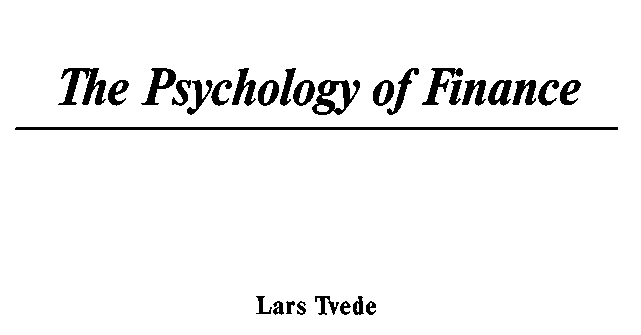 The Psychology of Finance
Lars Tvede